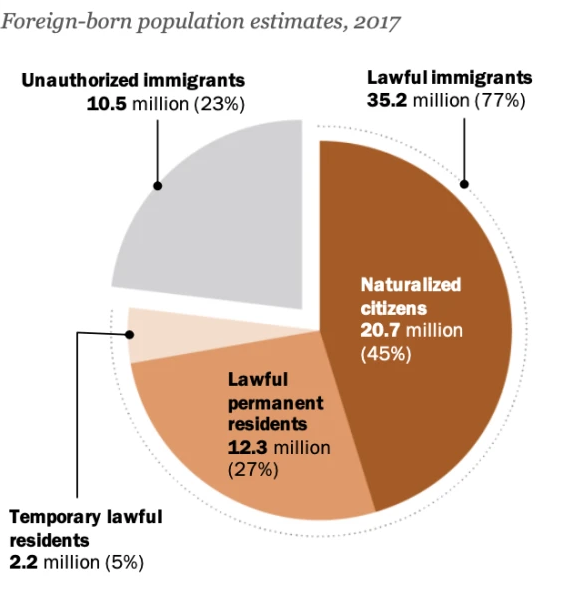 Foreign-born population estimates, 2017
Unauthorized immigrants
10.5 million (23%)
Lawful immigrants
35.2 million (77%)
Naturalized
citizens
20.7 million
(45%)
Lawful
permanent
residents
12.3 million
(27%)
Temporary lawful
residents
2.2 million (5%)